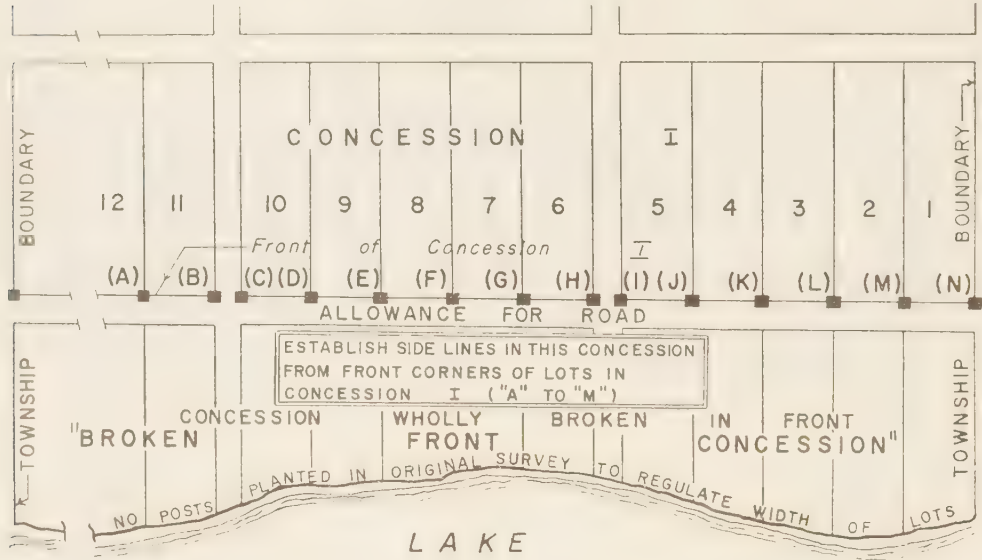 CONCESSION I
12 11 10 9 8 7 6 5 4 3 2 1
BOUNDARY
BOUNDARY
Front of Concession I
(A) (B) (C) (D) (E) (F) (G) (H) (I) (J) (K) (L) (M) (N)
ALLOWANCE FOR ROAD
ESTABLISH SIDE LINES IN THIS CONCESSION
FROM FRONT CORNERS OF LOTS IN
CONCESSION I ("A" TO "M")
TOWNSHIP
TOWNSHIP
CONCESSION WHOLLY BROKEN IN FRONT
"BROKEN FRONT CONCESSION"
NO POSTS PLANTED IN ORIGINAL SURVEY TO REGULATE WIDTH OF LOTS
LAKE